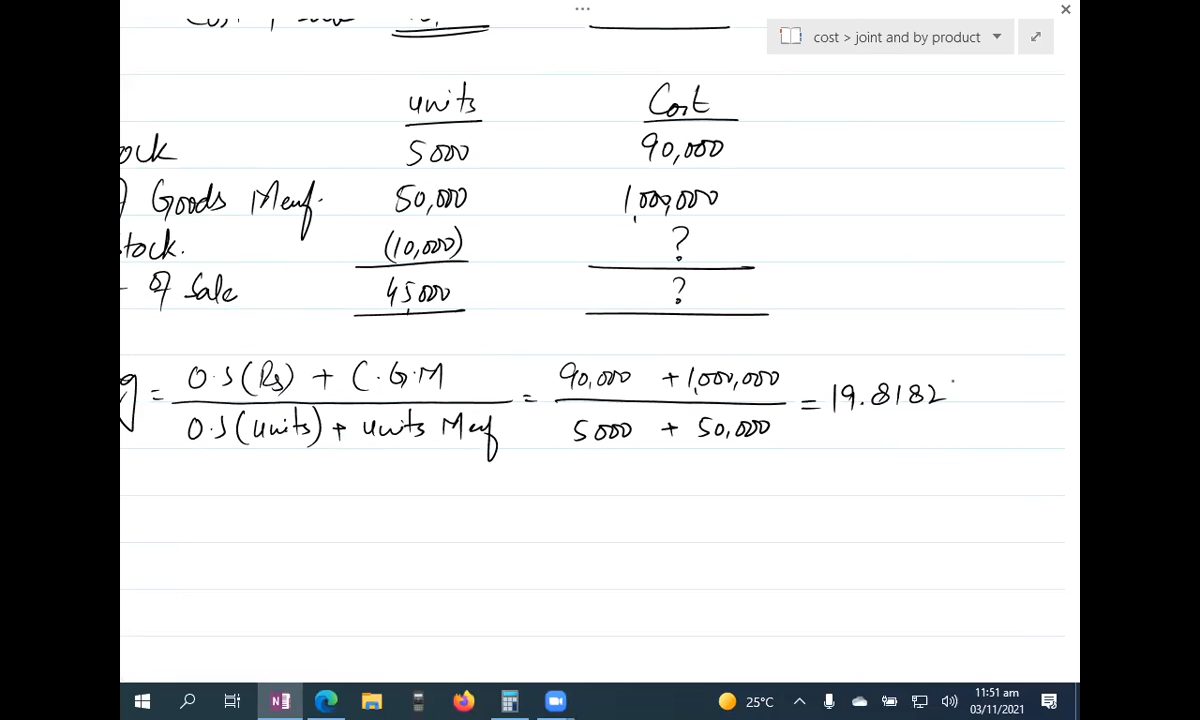 cost > joint and by product
units Cost
ock 5000 90,000
Goods Menf. 50,000 1,000,000
tock. (10,000) ?
of Sale 45000 ?
g = O.S(Rs) + C.G.M / O.S(units) + units Menf = 90,000 + 1,000,000 / 5000 + 50,000 = 19.8182
25°C 11:51 am
03/11/2021